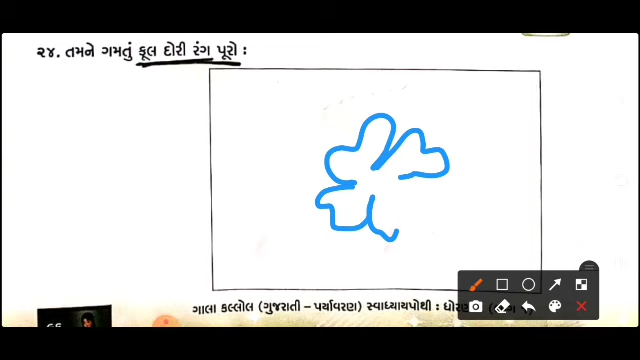 ૨૪. તમને ગમતું ફૂલ દોરી રંગ પૂરો :
ગાલા કલ્લોલ (ગુજરાતી – પર્યાવરણ) સ્વાધ્યાયપોથી : ધોરણ